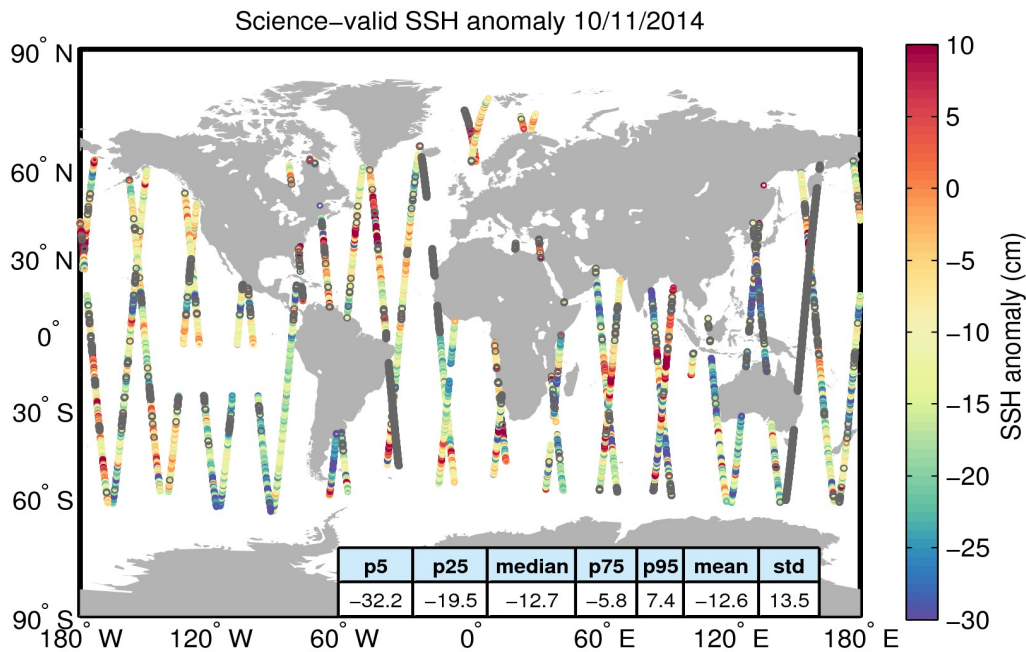 Science−valid SSH anomaly 10/11/2014
90° N
60° N
30° N
0°
30° S
60° S
90° S
180° W
120° W
60° W
0°
60° E
120° E
180° E
p5 p25 median p75 p95 mean std
−32.2 −19.5 −12.7 −5.8 7.4 −12.6 13.5
10
5
0
−5
−10
−15
−20
−25
−30
SSH anomaly (cm)